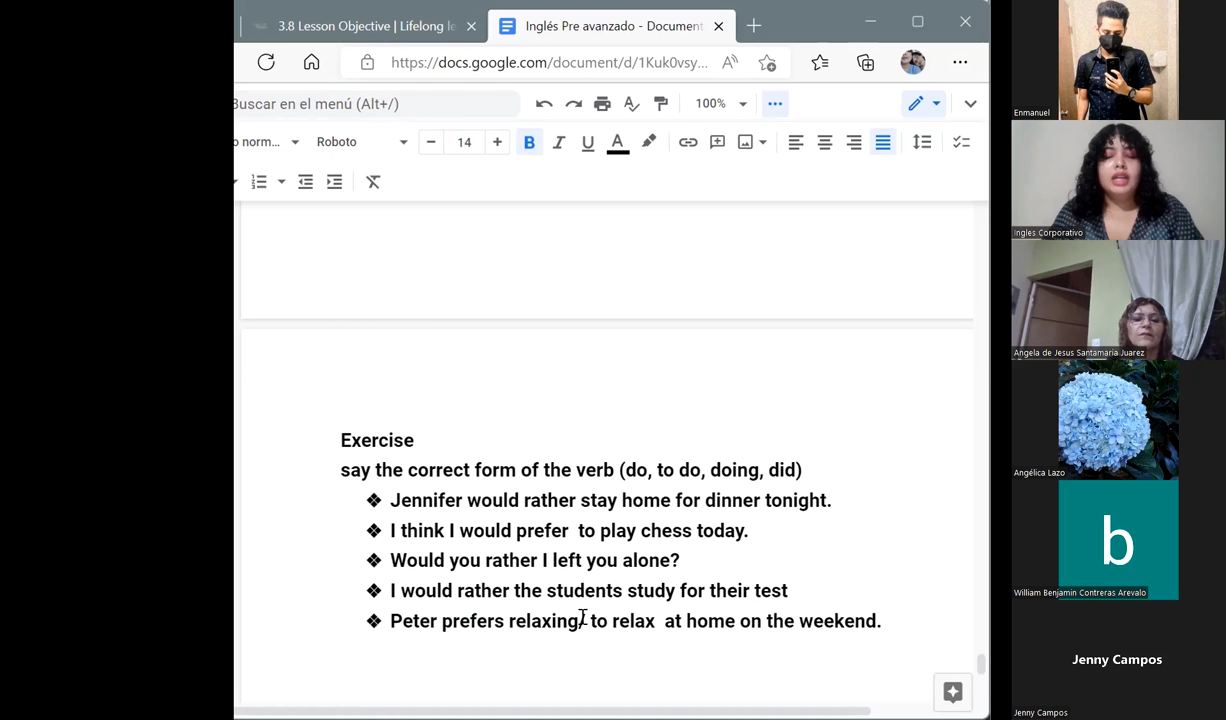 3.8 Lesson Objective | Lifelong le
Inglés Pre avanzado - Document
https://docs.google.com/document/d/1Kuk0vsy...
Buscar en el menú (Alt+/)
100%
o norm...
Roboto
14
B
I
U
A
Exercise
say the correct form of the verb (do, to do, doing, did)
❖ Jennifer would rather stay home for dinner tonight.
❖ I think I would prefer to play chess today.
❖ Would you rather I left you alone?
❖ I would rather the students study for their test
❖ Peter prefers relaxing/ to relax at home on the weekend.
Enmanuel
Ingles Corporativo
Angela de Jesus Santamaria Juarez
Angélica Lazo
b
William Benjamin Contreras Arevalo
Jenny Campos
Jenny Campos